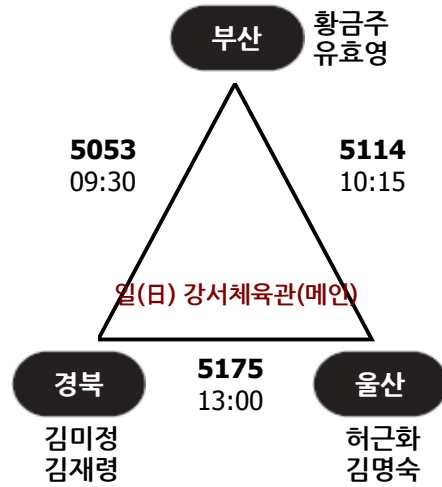 부산
황금주
유효영
5053
09:30
5114
10:15
일(日) 강서체육관(메인)
경북
김미정
김재령
5175
13:00
울산
허근화
김명숙